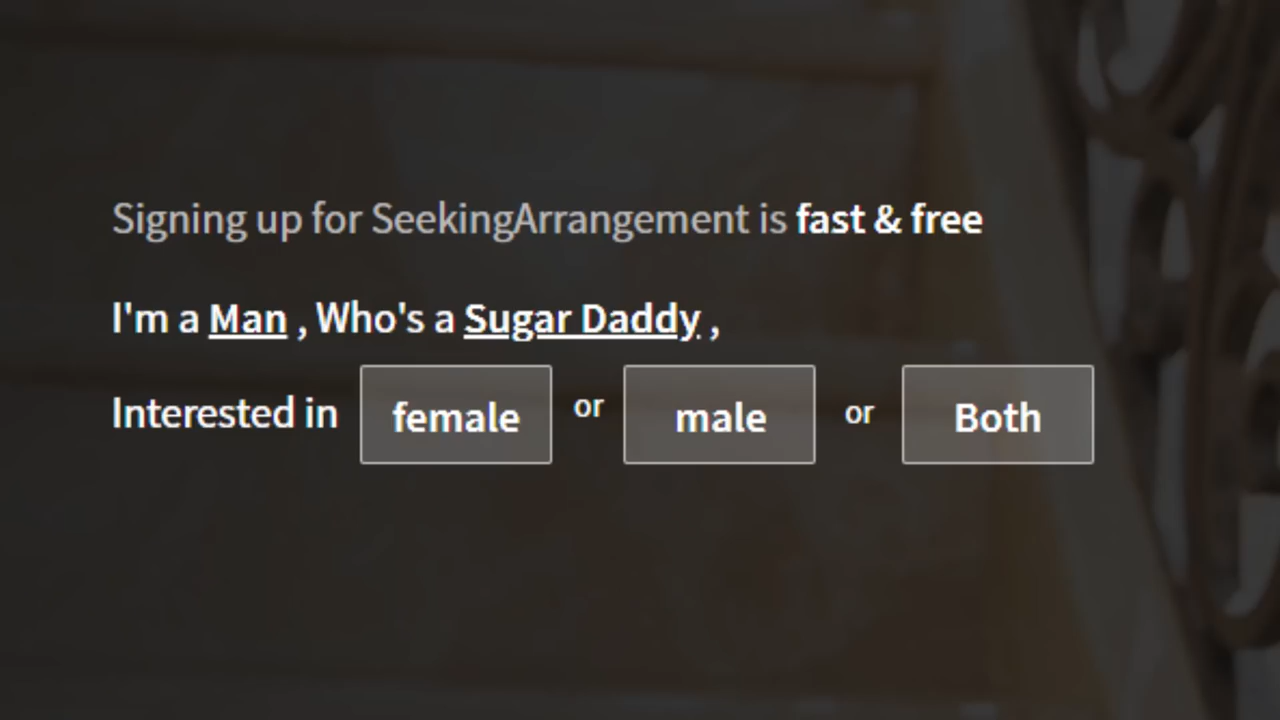 Signing up for SeekingArrangement is fast & free
I'm a Man , Who's a Sugar Daddy ,
Interested in female or male or Both